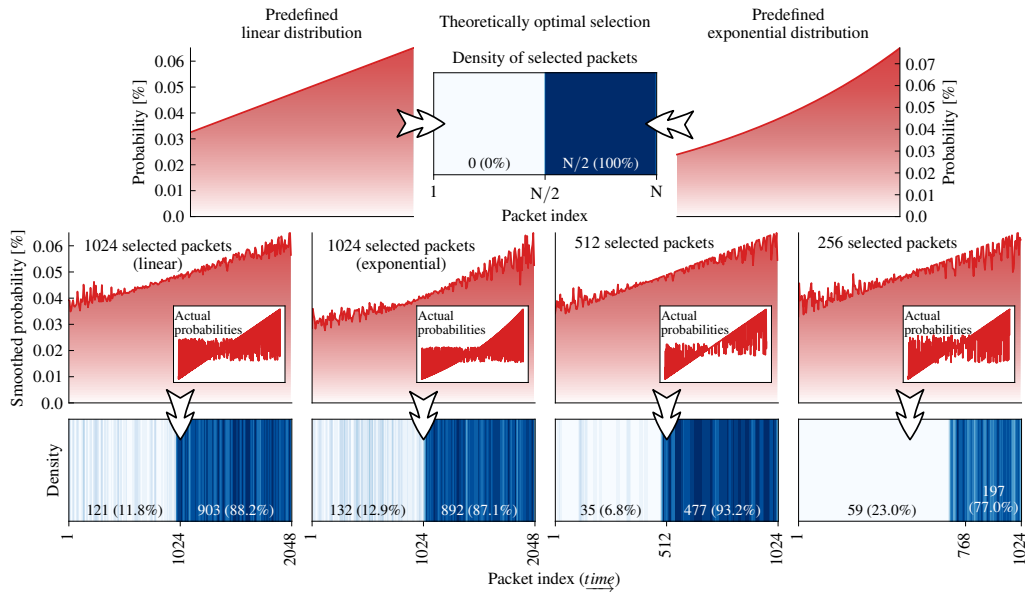 Predefined
linear distribution
Theoretically optimal selection
Predefined
exponential distribution
Density of selected packets
Probability [%]
0.06
0.05
0.04
0.03
0.02
0.01
0.0
0 (0%)
N/2 (100%)
1
N/2
N
Packet index
0.07
0.06
0.05
0.04
0.03
0.02
0.01
0.0
Probability [%]
Smoothed probability [%]
0.06
0.05
0.04
0.03
0.02
0.01
0.0
1024 selected packets
(linear)
Actual
probabilities
1024 selected packets
(exponential)
Actual
probabilities
512 selected packets
Actual
probabilities
256 selected packets
Actual
probabilities
Density
121 (11.8%)
903 (88.2%)
132 (12.9%)
892 (87.1%)
35 (6.8%)
477 (93.2%)
59 (23.0%)
197
(77.0%)
1
1024
2048
1
1024
2048
1
512
1024
1
768
1024
Packet index (time)